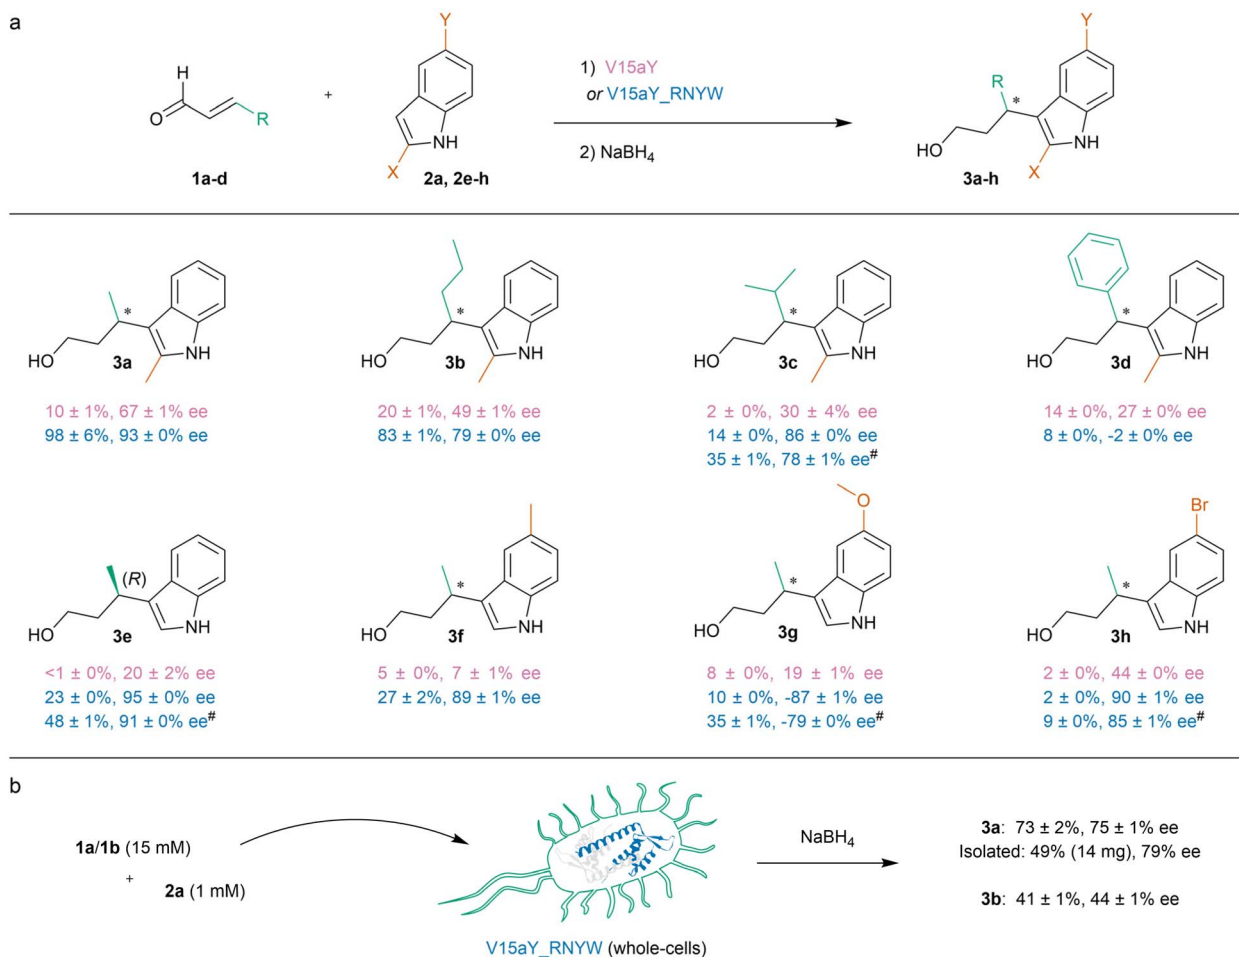 a
H
O
R
1a-d
+
Y
NH
X
2a, 2e-h
1) V15aY
or V15aY_RNYW
2) NaBH4
Y
R
*
HO
NH
X
3a-h
*
HO
3a
NH
10 ± 1%, 67 ± 1% ee
98 ± 6%, 93 ± 0% ee
*
HO
3b
NH
20 ± 1%, 49 ± 1% ee
83 ± 1%, 79 ± 0% ee
*
HO
3c
NH
2 ± 0%, 30 ± 4% ee
14 ± 0%, 86 ± 0% ee
35 ± 1%, 78 ± 1% ee#
*
HO
3d
NH
14 ± 0%, 27 ± 0% ee
8 ± 0%, -2 ± 0% ee
(R)
HO
3e
NH
<1 ± 0%, 20 ± 2% ee
23 ± 0%, 95 ± 0% ee
48 ± 1%, 91 ± 0% ee#
*
HO
3f
NH
5 ± 0%, 7 ± 1% ee
27 ± 2%, 89 ± 1% ee
O
*
HO
3g
NH
8 ± 0%, 19 ± 1% ee
10 ± 0%, -87 ± 1% ee
35 ± 1%, -79 ± 0% ee#
Br
*
HO
3h
NH
2 ± 0%, 44 ± 0% ee
2 ± 0%, 90 ± 1% ee
9 ± 0%, 85 ± 1% ee#
b
1a/1b (15 mM)
+
2a (1 mM)
V15aY_RNYW (whole-cells)
NaBH4
3a: 73 ± 2%, 75 ± 1% ee
Isolated: 49% (14 mg), 79% ee
3b: 41 ± 1%, 44 ± 1% ee